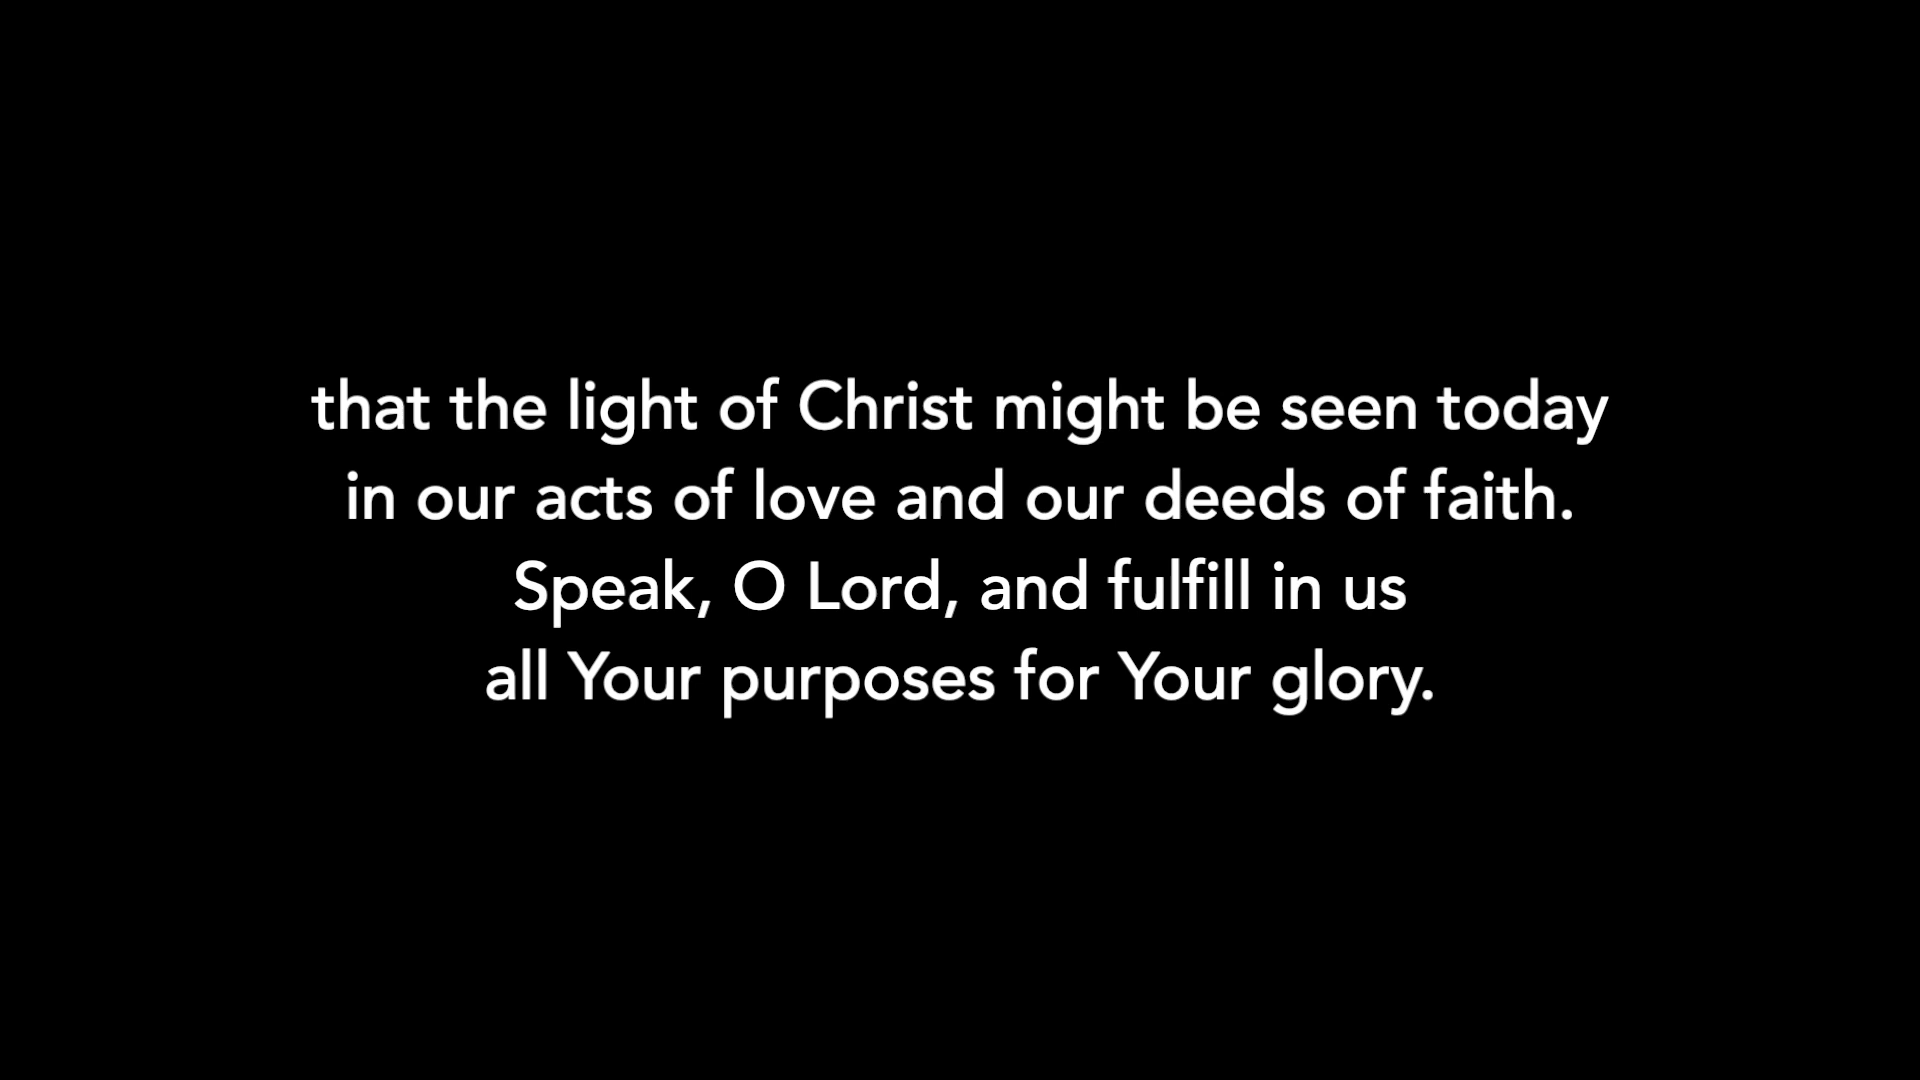 that the light of Christ might be seen today
in our acts of love and our deeds of faith.
Speak, O Lord, and fulfill in us
all Your purposes for Your glory.